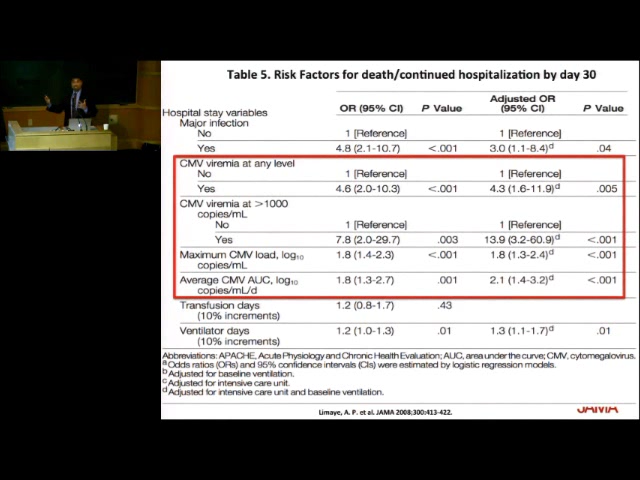 Table 5. Risk Factors for death/continued hospitalization by day 30
Hospital stay variables OR (95% CI) P Value Adjusted OR (95% CI) P Value
Major infection
No 1 [Reference] 1 [Reference]
Yes 4.8 (2.1-10.7) <.001 3.0 (1.1-8.4)d .04
CMV viremia at any level
No 1 [Reference] 1 [Reference]
Yes 4.6 (2.0-10.3) <.001 4.3 (1.6-11.9)d .005
CMV viremia at >1000
copies/mL
No 1 [Reference] 1 [Reference]
Yes 7.8 (2.0-29.7) .003 13.9 (3.2-60.9)d <.001
Maximum CMV load, log10 1.8 (1.4-2.3) <.001 1.8 (1.3-2.4)d <.001
copies/mL
Average CMV AUC, log10 1.8 (1.3-2.7) .001 2.1 (1.4-3.2)d <.001
copies/mL/d
Transfusion days 1.2 (0.8-1.7) .43
(10% increments)
Ventilator days 1.2 (1.0-1.3) .01 1.3 (1.1-1.7)d .01
(10% increments)
Abbreviations: APACHE, Acute Physiology and Chronic Health Evaluation; AUC, area under the curve; CMV, cytomegalovirus.
a Odds ratios (ORs) and 95% confidence intervals (CIs) were estimated by logistic regression models.
b Adjusted for baseline ventilation.
c Adjusted for intensive care unit.
d Adjusted for intensive care unit and baseline ventilation.
Limaye, A. P. et al. JAMA 2008;300:413-422.
JAMA